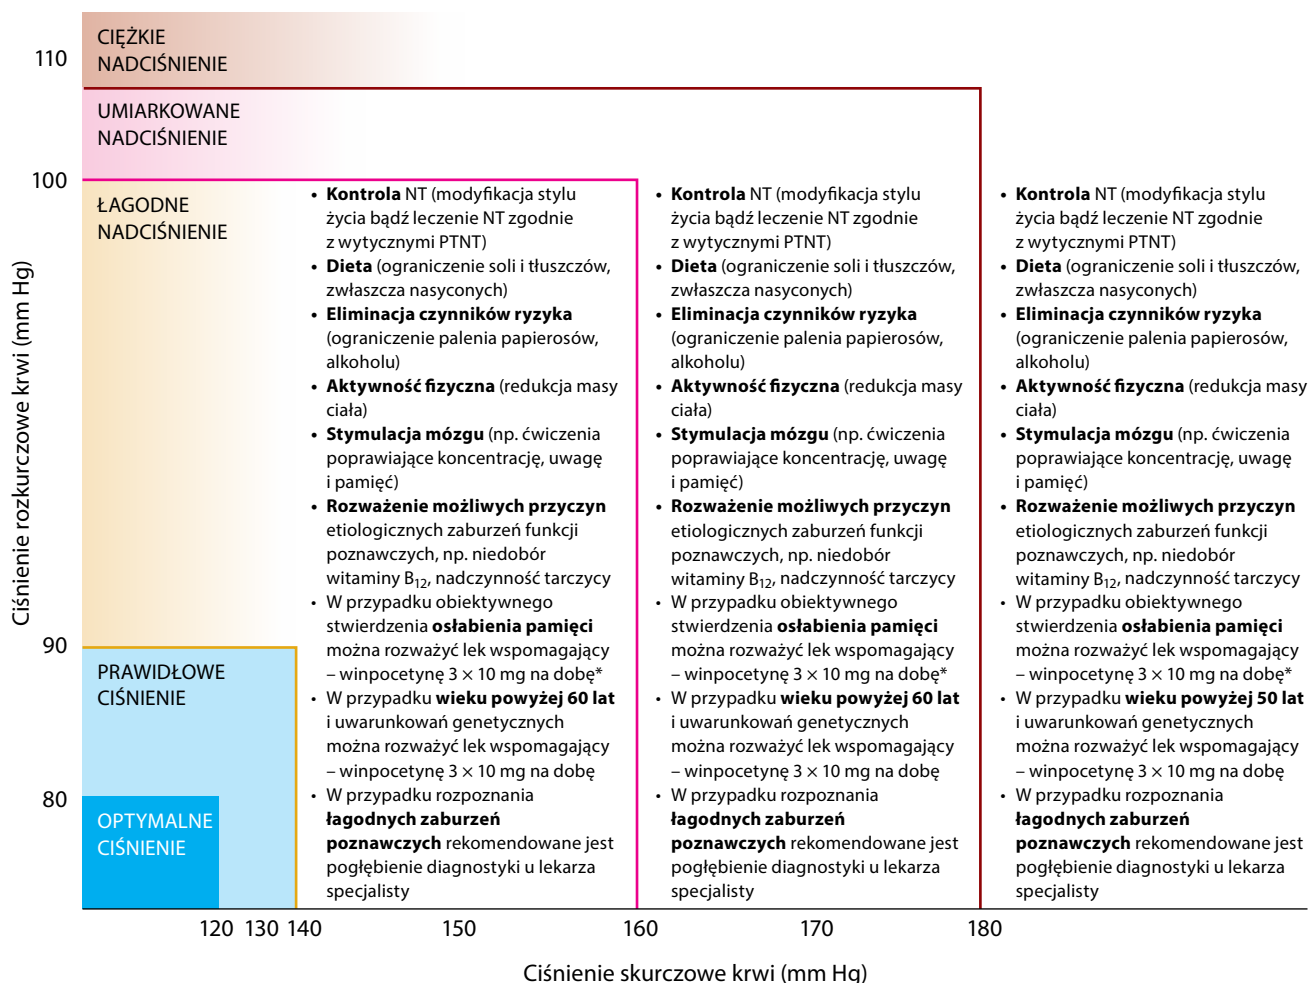 CIĘŻKIE
NADCIŚNIENIE
110
UMIARKOWANE
NADCIŚNIENIE
100
ŁAGODNE
NADCIŚNIENIE
Ciśnienie rozkurczowe krwi (mm Hg)
90
PRAWIDŁOWE
CIŚNIENIE
80
OPTYMALNE
CIŚNIENIE
• Kontrola NT (modyfikacja stylu
życia bądź leczenie NT zgodnie
z wytycznymi PTNT)
• Dieta (ograniczenie soli i tłuszczów,
zwłaszcza nasyconych)
• Eliminacja czynników ryzyka
(ograniczenie palenia papierosów,
alkoholu)
• Aktywność fizyczna (redukcja masy
ciała)
• Stymulacja mózgu (np. ćwiczenia
poprawiające koncentrację, uwagę
i pamięć)
• Rozważenie możliwych przyczyn
etiologicznych zaburzeń funkcji
poznawczych, np. niedobór
witaminy B12, nadczynność tarczycy
• W przypadku obiektywnego
stwierdzenia osłabienia pamięci
można rozważyć lek wspomagający
– winpocetynę 3 × 10 mg na dobę*
• W przypadku wieku powyżej 60 lat
i uwarunkowań genetycznych
można rozważyć lek wspomagający
– winpocetynę 3 × 10 mg na dobę
• W przypadku rozpoznania
łagodnych zaburzeń
poznawczych rekomendowane jest
pogłębienie diagnostyki u lekarza
specjalisty
• Kontrola NT (modyfikacja stylu
życia bądź leczenie NT zgodnie
z wytycznymi PTNT)
• Dieta (ograniczenie soli i tłuszczów,
zwłaszcza nasyconych)
• Eliminacja czynników ryzyka
(ograniczenie palenia papierosów,
alkoholu)
• Aktywność fizyczna (redukcja masy
ciała)
• Stymulacja mózgu (np. ćwiczenia
poprawiające koncentrację, uwagę
i pamięć)
• Rozważenie możliwych przyczyn
etiologicznych zaburzeń funkcji
poznawczych, np. niedobór
witaminy B12, nadczynność tarczycy
• W przypadku obiektywnego
stwierdzenia osłabienia pamięci
można rozważyć lek wspomagający
– winpocetynę 3 × 10 mg na dobę*
• W przypadku wieku powyżej 60 lat
i uwarunkowań genetycznych
można rozważyć lek wspomagający
– winpocetynę 3 × 10 mg na dobę
• W przypadku rozpoznania
łagodnych zaburzeń
poznawczych rekomendowane jest
pogłębienie diagnostyki u lekarza
specjalisty
• Kontrola NT (modyfikacja stylu
życia bądź leczenie NT zgodnie
z wytycznymi PTNT)
• Dieta (ograniczenie soli i tłuszczów,
zwłaszcza nasyconych)
• Eliminacja czynników ryzyka
(ograniczenie palenia papierosów,
alkoholu)
• Aktywność fizyczna (redukcja masy
ciała)
• Stymulacja mózgu (np. ćwiczenia
poprawiające koncentrację, uwagę
i pamięć)
• Rozważenie możliwych przyczyn
etiologicznych zaburzeń funkcji
poznawczych, np. niedobór
witaminy B12, nadczynność tarczycy
• W przypadku obiektywnego
stwierdzenia osłabienia pamięci
można rozważyć lek wspomagający
– winpocetynę 3 × 10 mg na dobę*
• W przypadku wieku powyżej 50 lat
i uwarunkowań genetycznych
można rozważyć lek wspomagający
– winpocetynę 3 × 10 mg na dobę
• W przypadku rozpoznania
łagodnych zaburzeń
poznawczych rekomendowane jest
pogłębienie diagnostyki u lekarza
specjalisty
120 130 140 150 160 170 180
Ciśnienie skurczowe krwi (mm Hg)